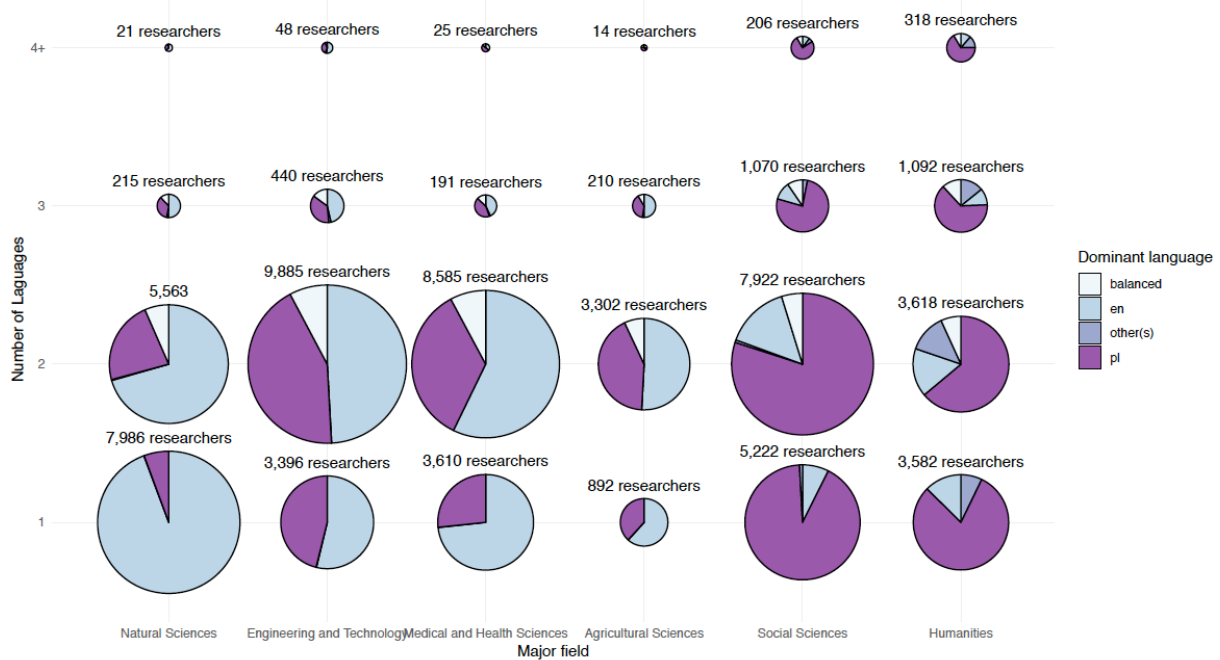 21 researchers 48 researchers 25 researchers 14 researchers 206 researchers 318 researchers
4+
215 researchers 440 researchers 191 researchers 210 researchers 1,070 researchers 1,092 researchers
3
5,563 9,885 researchers 8,585 researchers 3,302 researchers 7,922 researchers 3,618 researchers
2
7,986 researchers 3,396 researchers 3,610 researchers 892 researchers 5,222 researchers 3,582 researchers
1
Number of Laguages
Natural Sciences Engineering and Technology Medical and Health Sciences Agricultural Sciences Social Sciences Humanities
Major field
Dominant language
balanced
en
other(s)
pl